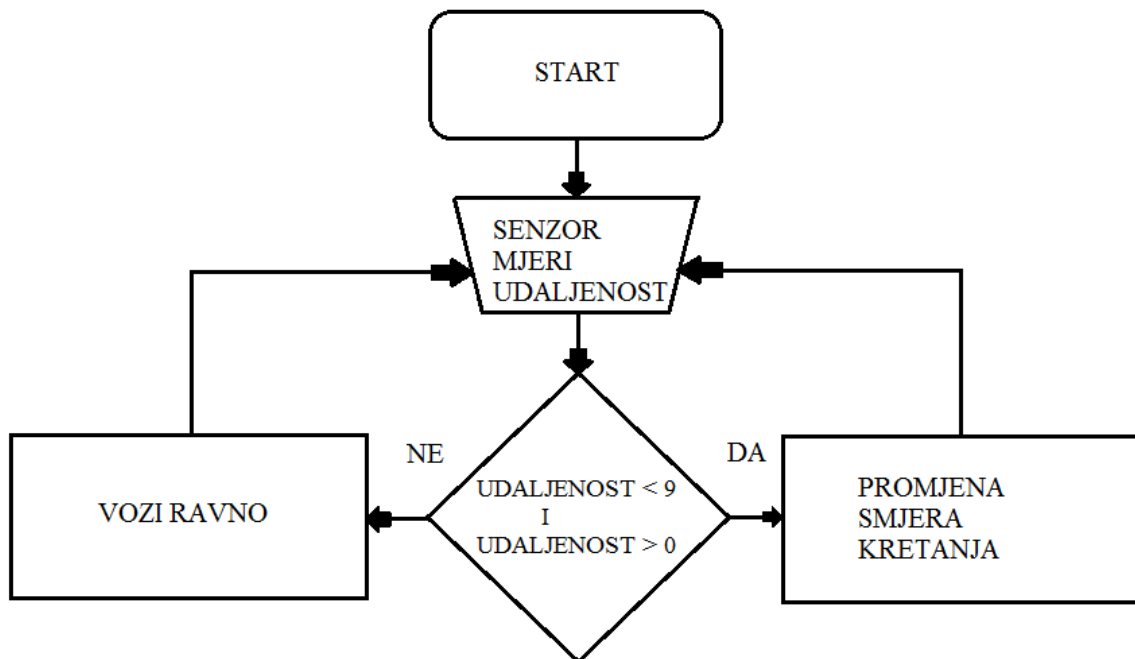 START
SENZOR
MJERI
UDALJENOST
NE
DA
UDALJENOST < 9
I
UDALJENOST > 0
VOZI RAVNO
PROMJENA
SMJERA
KRETANJA